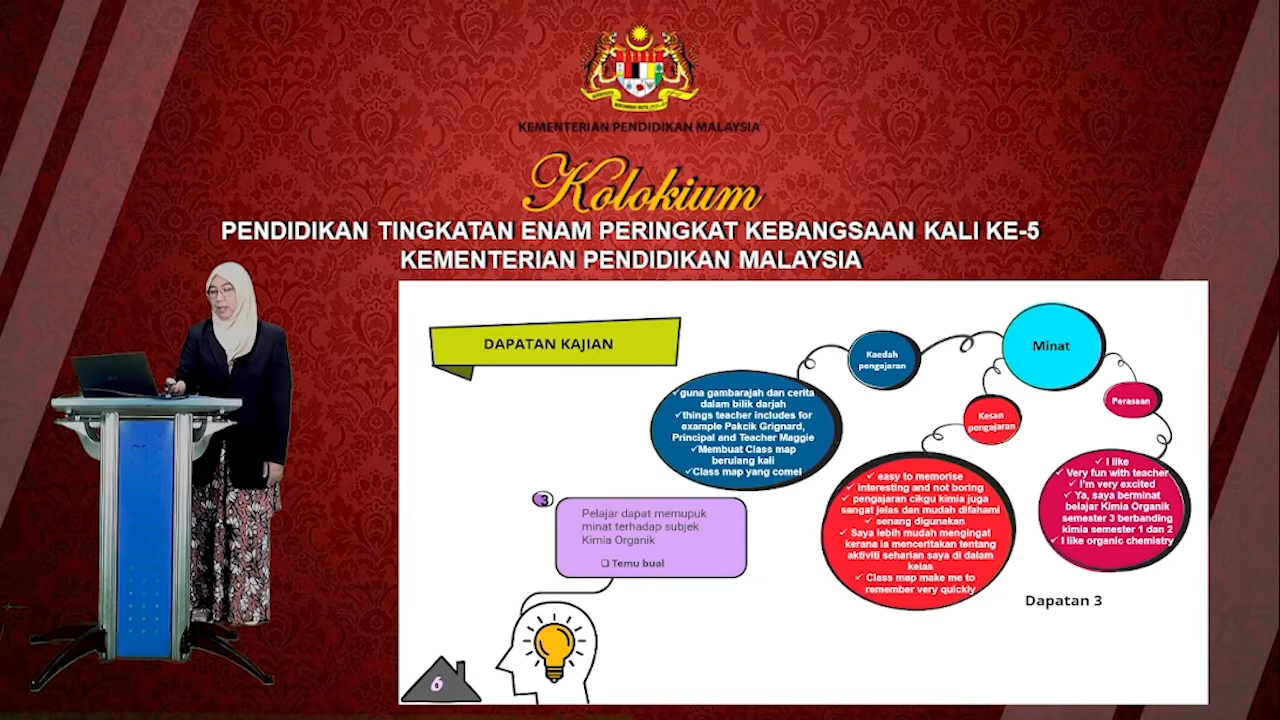 KEMENTERIAN PENDIDIKAN MALAYSIA
Kolokium
PENDIDIKAN TINGKATAN ENAM PERINGKAT KEBANGSAAN KALI KE-5
KEMENTERIAN PENDIDIKAN MALAYSIA
DAPATAN KAJIAN
Minat
Kaedah
pengajaran
✓guna gambarajah dan cerita
dalam bilik darjah
✓things teacher includes for
example Pakcik Grignard,
Principal and Teacher Maggie
✓Membuat Class map
berulang kali
✓Class map yang comel
Kesan
pengajaran
✓ easy to memorise
✓ interesting and not boring
✓ pengajaran cikgu kimia juga
sangat jelas dan mudah difahami
✓ senang digunakan
✓ Saya lebih mudah mengingat
kerana ia menceritakan tentang
aktiviti seharian saya di dalam
kelas
✓ Class map make me to
remember very quickly
Perasaan
✓ I like
✓ Very fun with teacher
✓ I'm very excited
✓ Ya, saya berminat
belajar Kimia Organik
semester 3 berbanding
kimia semester 1 dan 2
✓ I like organic chemistry
3
Pelajar dapat memupuk
minat terhadap subjek
Kimia Organik
❑ Temu bual
Dapatan 3
6